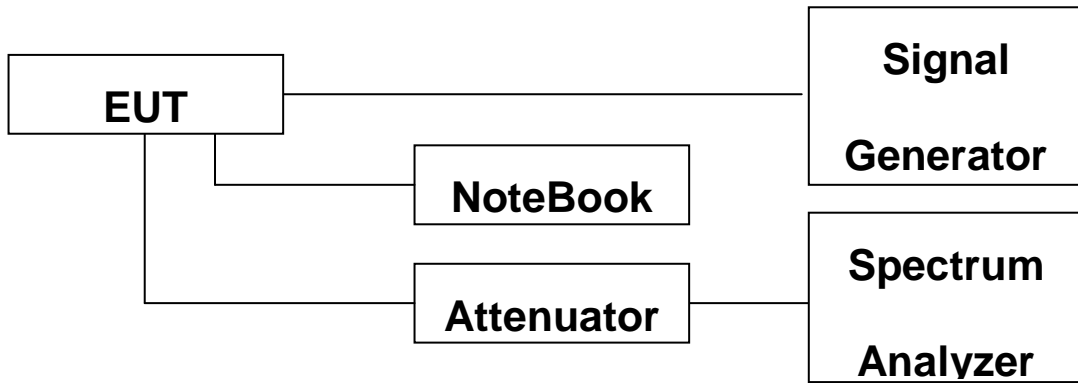 EUT
Signal
Generator
NoteBook
Attenuator
Spectrum
Analyzer